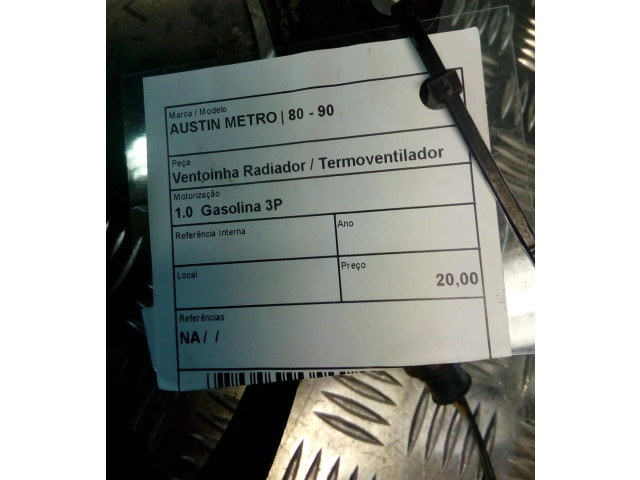 Marca / Modelo
AUSTIN METRO | 80 - 90
Peça
Ventoinha Radiador / Termoventilador
Motorização
1.0 Gasolina 3P
Referência Interna
Ano
Local
Preço
20,00
Referências
NA / /